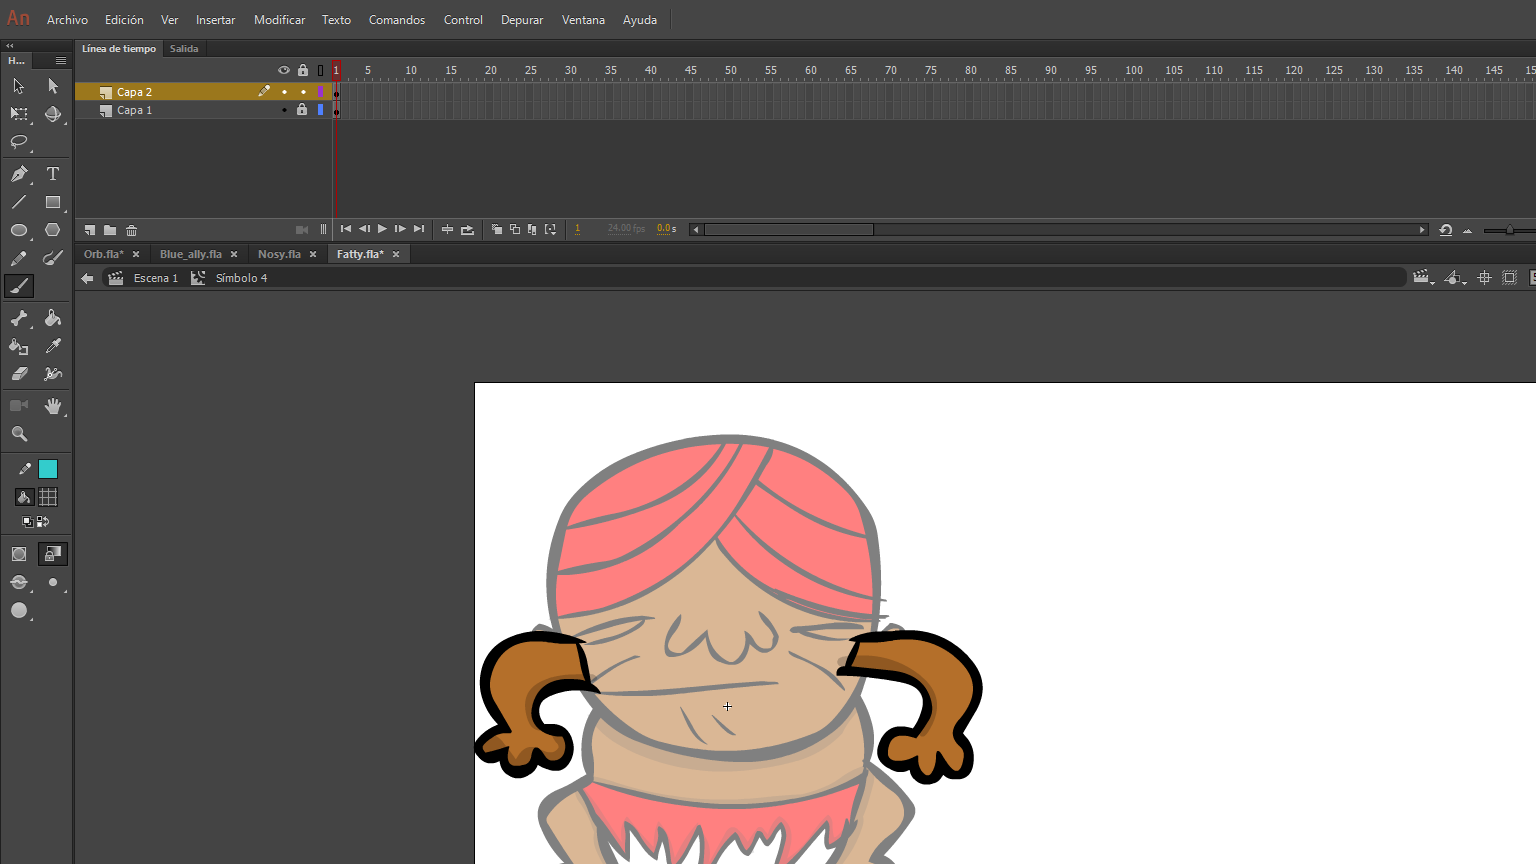 An Archivo Edición Ver Insertar Modificar Texto Comandos Control Depurar Ventana Ayuda
H... Línea de tiempo Salida
1 5 10 15 20 25 30 35 40 45 50 55 60 65 70 75 80 85 90 95 100 105 110 115 120 125 130 135 140 145
Capa 2
Capa 1
T
1 24.00 fps 0.0 s
Orb.fla* Blue_ally.fla Nosy.fla Fatty.fla*
Escena 1 Símbolo 4